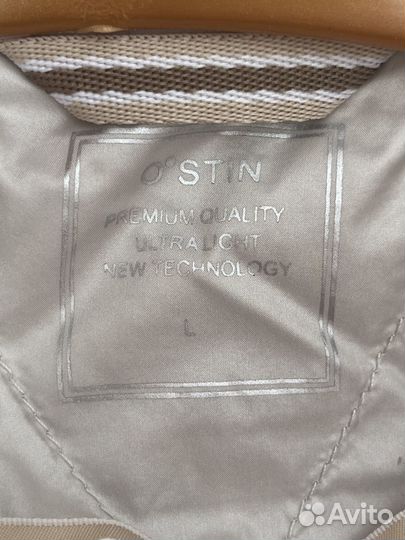 O'STIN
PREMIUM QUALITY
ULTRA LIGHT
NEW TECHNOLOGY
L
Avito